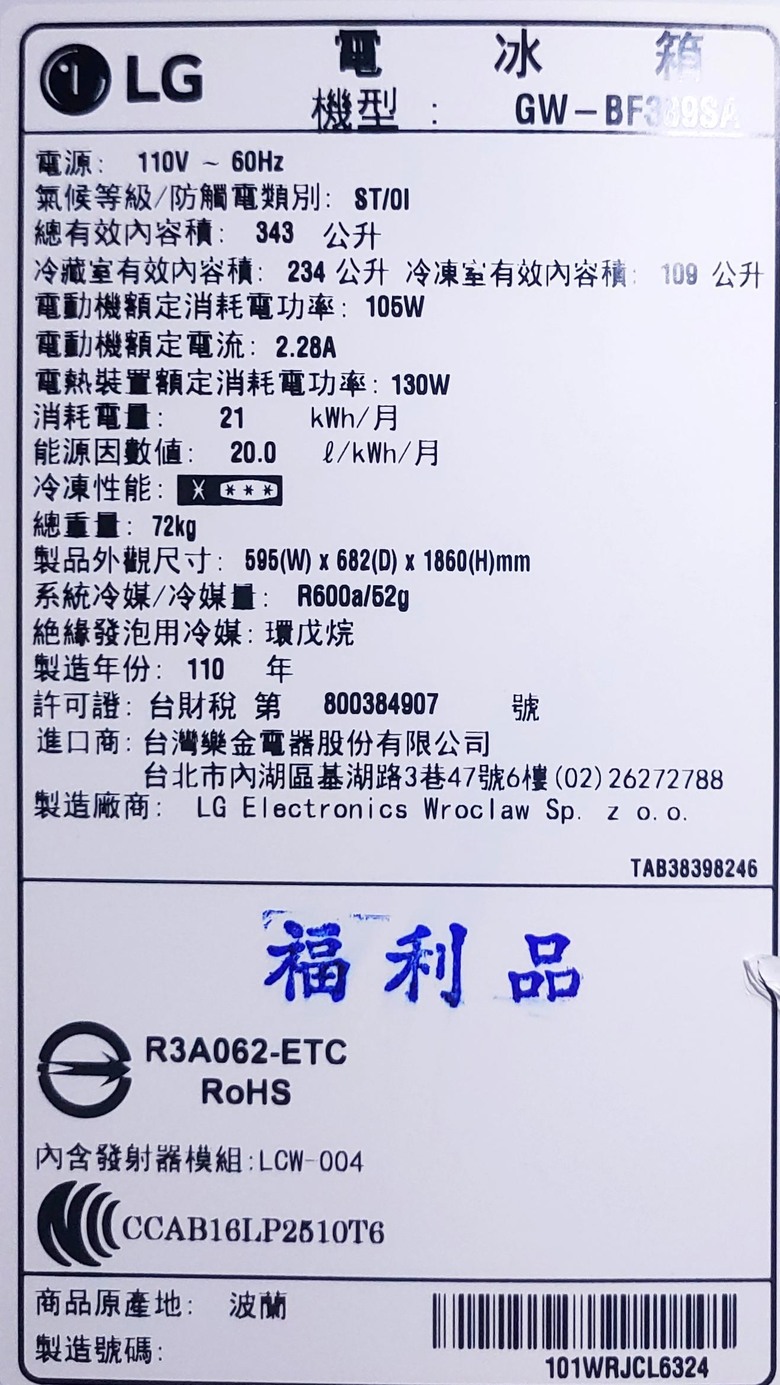 LG 電冰箱
機型 : GW-BF389SA
電源: 110V ~ 60Hz
氣候等級/防觸電類別: ST/0I
總有效內容積: 343 公升
冷藏室有效內容積: 234 公升 冷凍室有效內容積: 109 公升
電動機額定消耗電功率: 105W
電動機額定電流: 2.28A
電熱裝置額定消耗電功率: 130W
消耗電量: 21 kWh/月
能源因數值: 20.0 ℓ/kWh/月
冷凍性能: * ***
總重量: 72kg
製品外觀尺寸: 595(W) x 682(D) x 1860(H)mm
系統冷媒/冷媒量: R600a/52g
絕緣發泡用冷媒: 環戊烷
製造年份: 110 年
許可證: 台財稅 第 800384907 號
進口商: 台灣樂金電器股份有限公司
台北市內湖區基湖路3巷47號6樓(02)26272788
製造廠商: LG Electronics Wroclaw Sp. z o.o.
TAB38398246
福利品
R3A062-ETC
RoHS
內含發射器模組:LCW-004
CCAB16LP2510T6
商品原產地: 波蘭
製造號碼:
101WRJCL6324